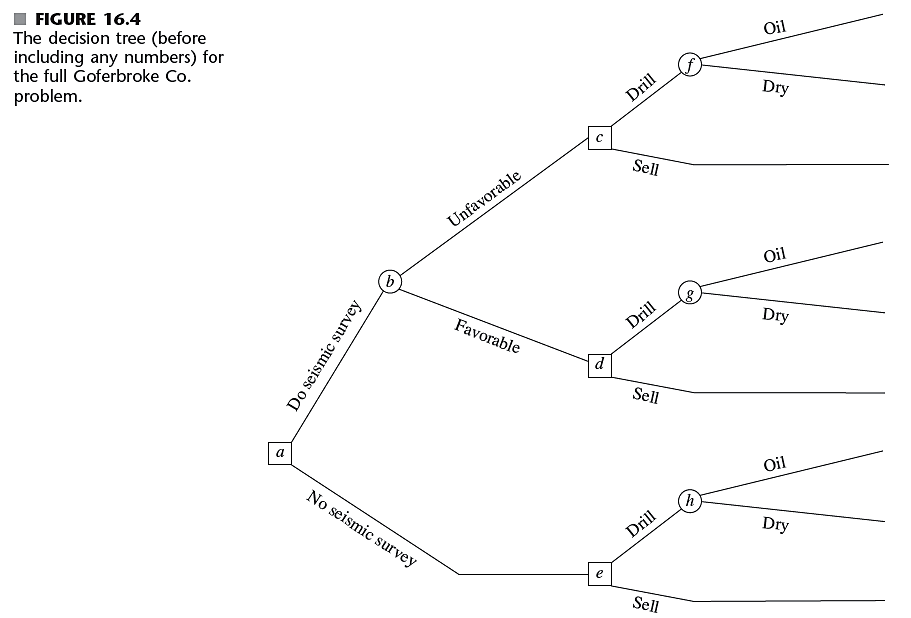 FIGURE 16.4
The decision tree (before
including any numbers) for
the full Goferbroke Co.
problem.
Oil
f
Drill
Dry
c
Sell
Unfavorable
Oil
b
g
Drill
Dry
Favorable
d
Sell
Do seismic survey
a
Oil
No seismic survey
h
Drill
Dry
e
Sell